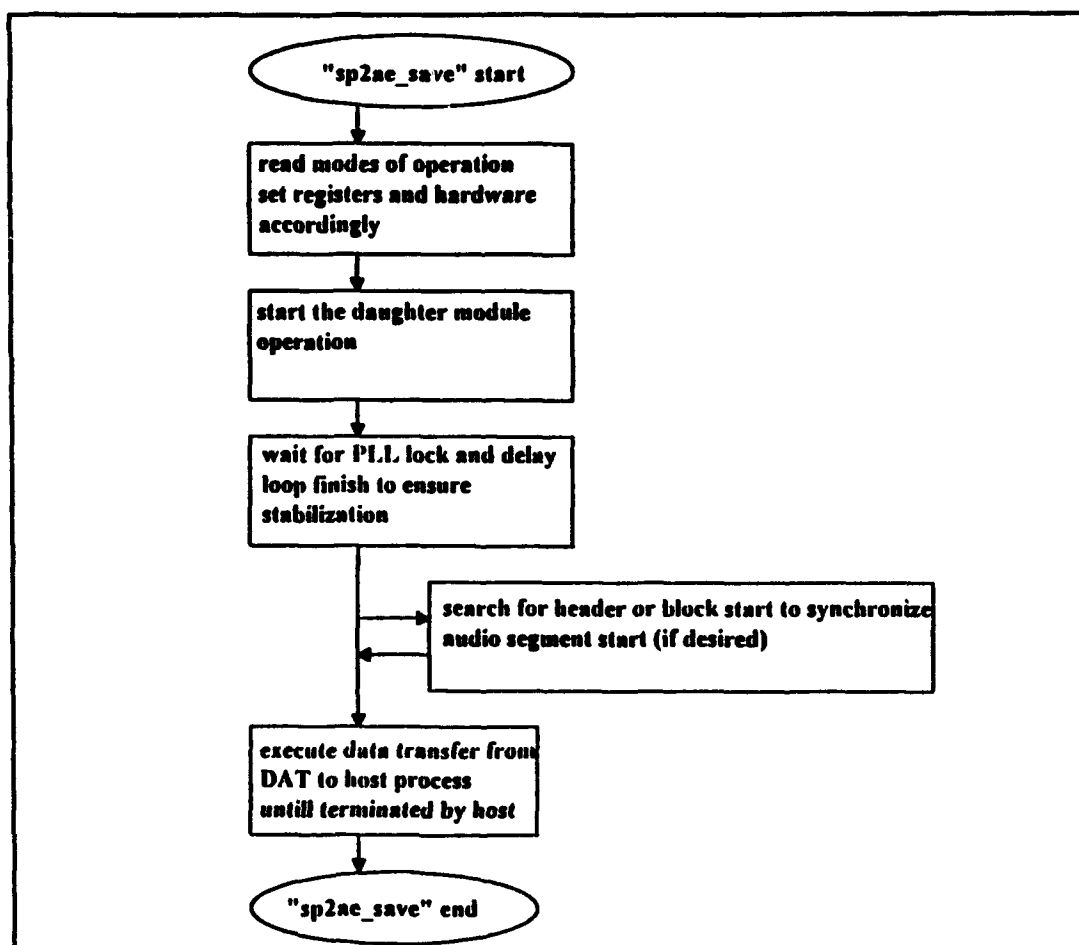 "sp2ae_save" start
read modes of operation
set registers and hardware
accordingly
start the daughter module
operation
wait for PLL lock and delay
loop finish to ensure
stabilization
search for header or block start to synchronize
audio segment start (if desired)
execute data transfer from
DAT to host process
untill terminated by host
"sp2ae_save" end